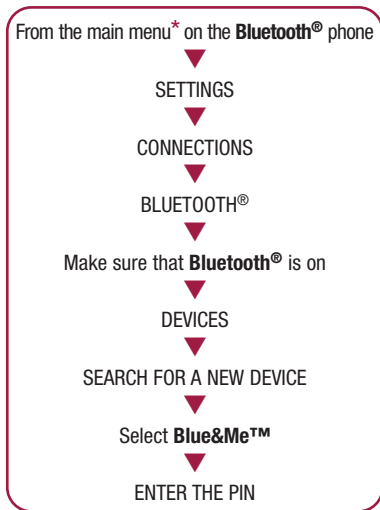 From the main menu* on the Bluetooth® phone
SETTINGS
CONNECTIONS
BLUETOOTH®
Make sure that Bluetooth® is on
DEVICES
SEARCH FOR A NEW DEVICE
Select Blue&Me™
ENTER THE PIN